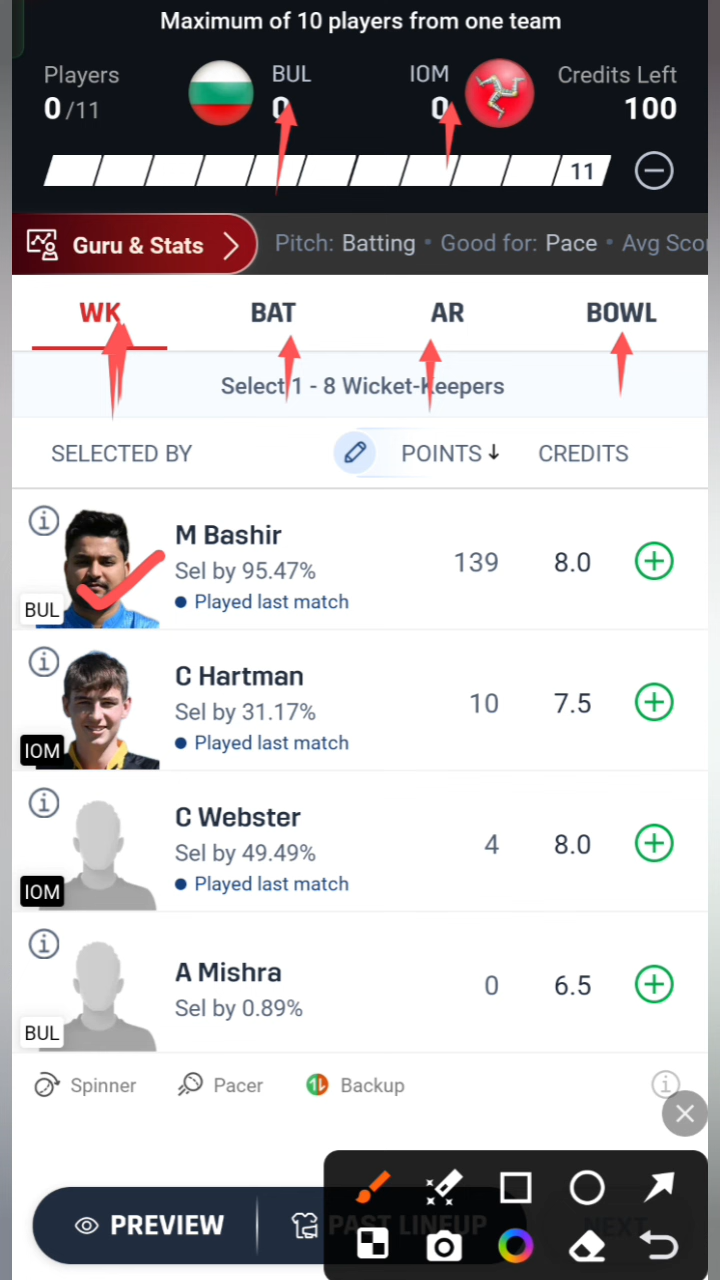 Maximum of 10 players from one team
Players
0/11
BUL
0
IOM
0
Credits Left
100
11
Guru & Stats
Pitch: Batting • Good for: Pace • Avg Scor
WK
BAT
AR
BOWL
Select 1 - 8 Wicket-Keepers
SELECTED BY
POINTS ↓
CREDITS
M Bashir
Sel by 95.47%
Played last match
BUL
139
8.0
C Hartman
Sel by 31.17%
Played last match
IOM
10
7.5
C Webster
Sel by 49.49%
Played last match
IOM
4
8.0
A Mishra
Sel by 0.89%
BUL
0
6.5
Spinner
Pacer
Backup
PREVIEW
PAST LINEUP
NEXT